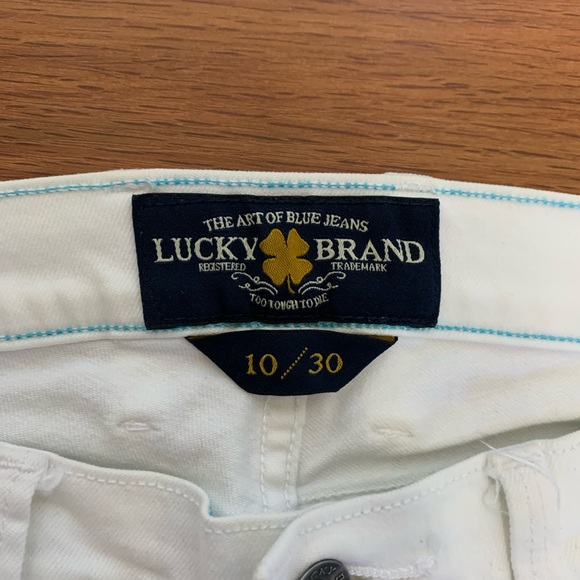 THE ART OF BLUE JEANS
LUCKY BRAND
REGISTERED TRADEMARK
TOO TOUGH TO DIE
10/30